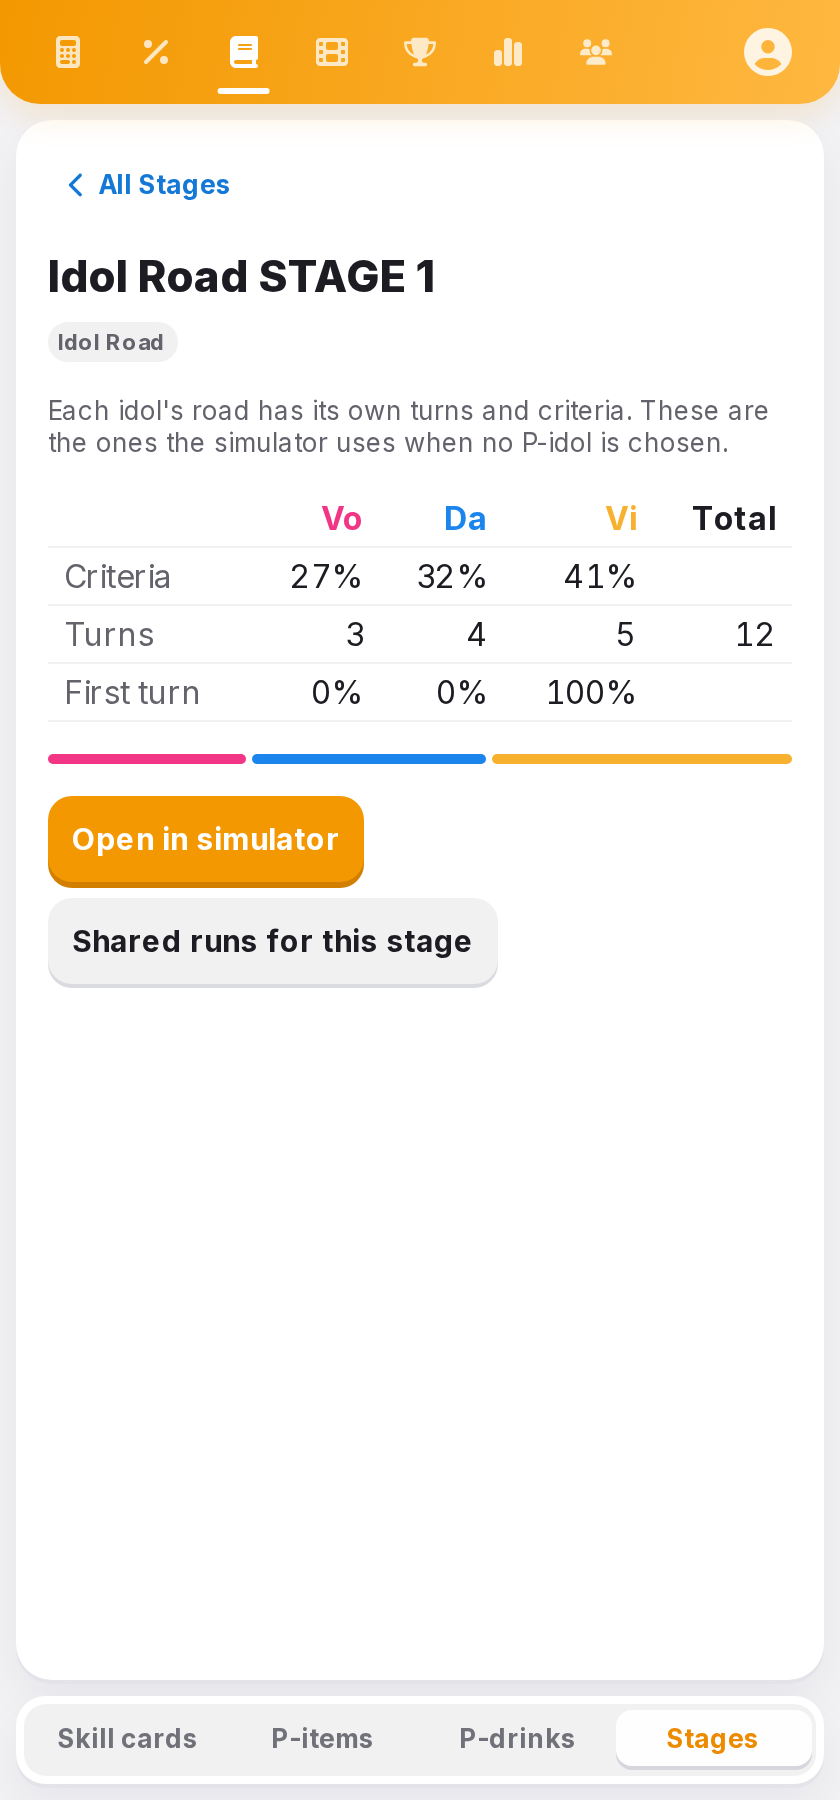 All Stages
Idol Road STAGE 1
Idol Road
Each idol's road has its own turns and criteria. These are
the ones the simulator uses when no P-idol is chosen.
Vo Da Vi Total
Criteria 27% 32% 41%
Turns 3 4 5 12
First turn 0% 0% 100%
Open in simulator
Shared runs for this stage
Skill cards P-items P-drinks Stages